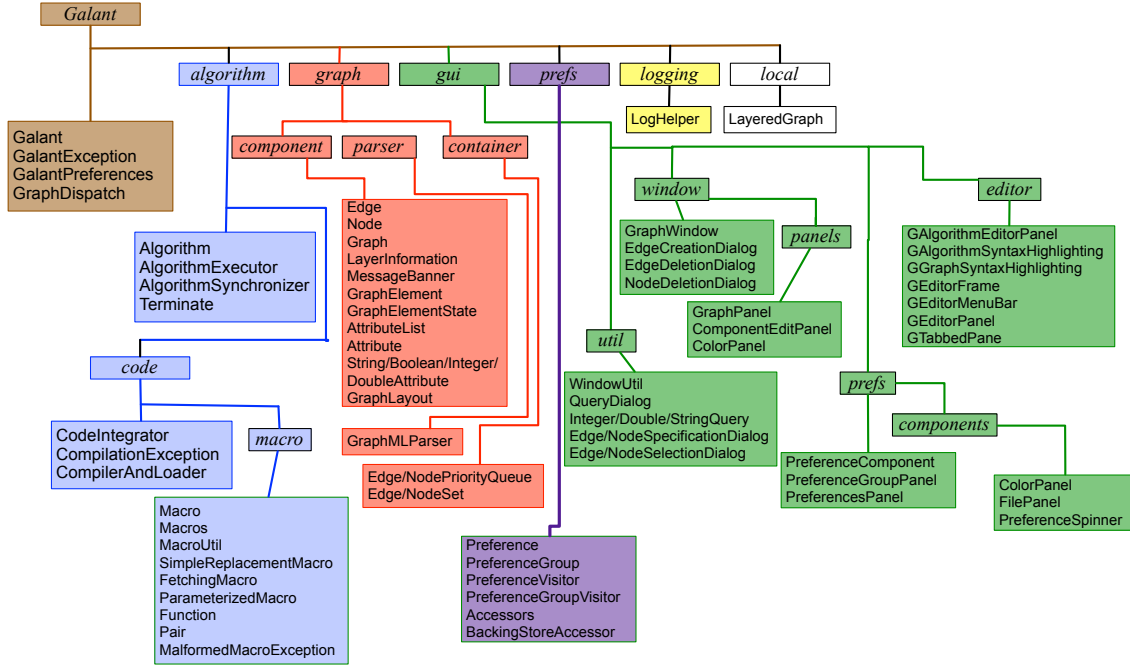 Galant
algorithm
graph
gui
prefs
logging
local
Galant
GalantException
GalantPreferences
GraphDispatch
LogHelper
LayeredGraph
component
parser
container
window
editor
Edge
Node
Graph
LayerInformation
MessageBanner
GraphElement
GraphElementState
AttributeList
Attribute
String/Boolean/Integer/
DoubleAttribute
GraphLayout
GraphWindow
EdgeCreationDialog
EdgeDeletionDialog
NodeDeletionDialog
panels
GAlgorithmEditorPanel
GAlgorithmSyntaxHighlighting
GGraphSyntaxHighlighting
GEditorFrame
GEditorMenuBar
GEditorPanel
GTabbedPane
Algorithm
AlgorithmExecutor
AlgorithmSynchronizer
Terminate
GraphPanel
ComponentEditPanel
ColorPanel
util
code
prefs
WindowUtil
QueryDialog
Integer/Double/StringQuery
Edge/NodeSpecificationDialog
Edge/NodeSelectionDialog
components
CodeIntegrator
CompilationException
CompilerAndLoader
macro
GraphMLParser
Edge/NodePriorityQueue
Edge/NodeSet
PreferenceComponent
PreferenceGroupPanel
PreferencesPanel
ColorPanel
FilePanel
PreferenceSpinner
Macro
Macros
MacroUtil
SimpleReplacementMacro
FetchingMacro
ParameterizedMacro
Function
Pair
MalformedMacroException
Preference
PreferenceGroup
PreferenceVisitor
PreferenceGroupVisitor
Accessors
BackingStoreAccessor